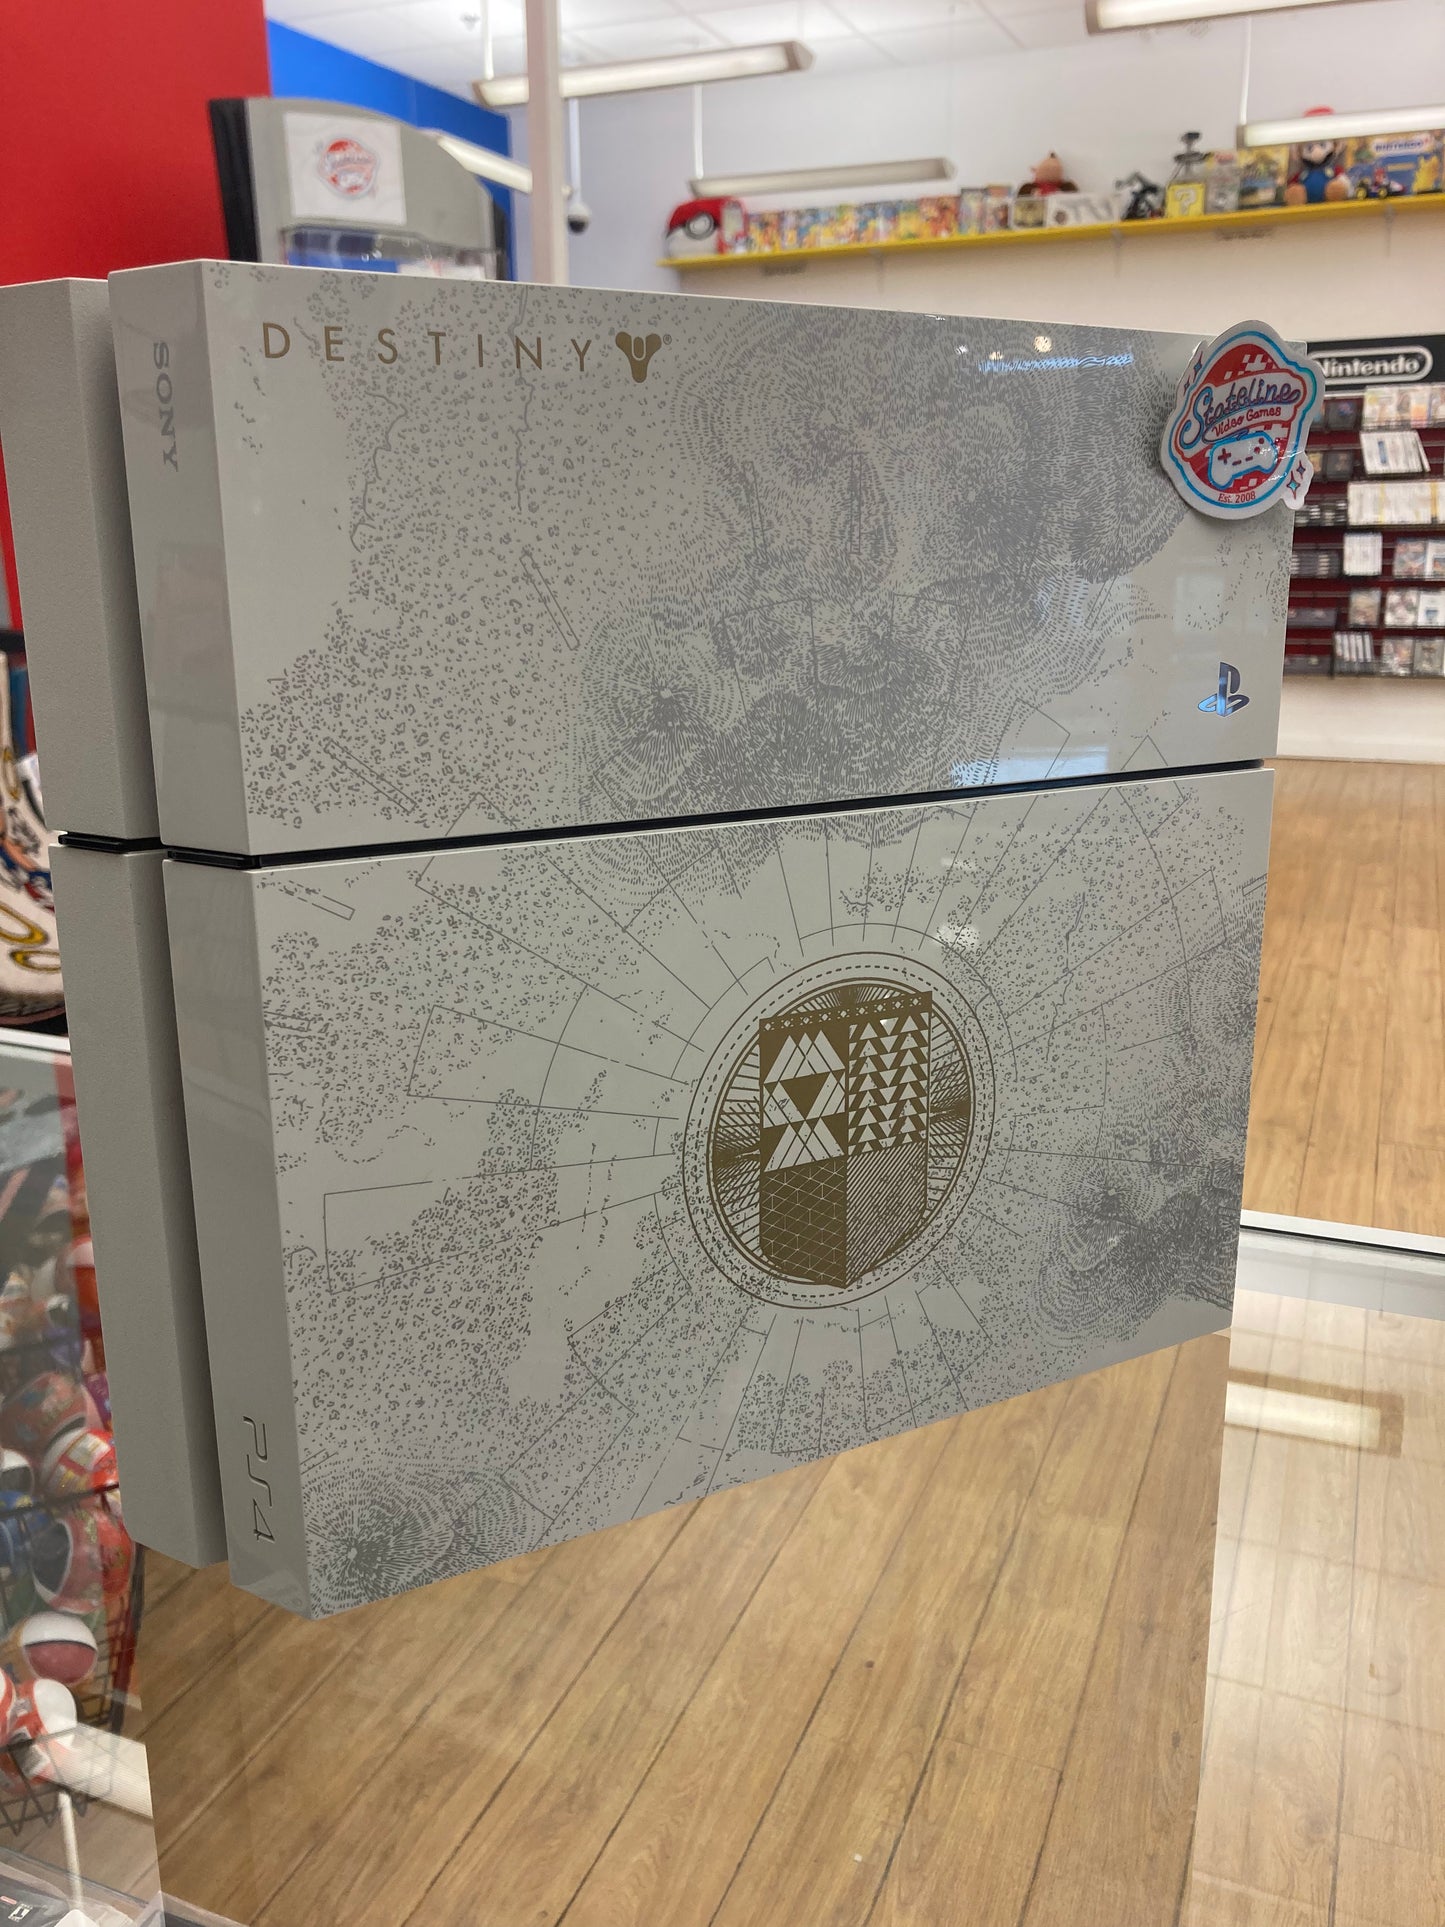 DESTINY®
SONY
Stateline
Video Games
Est. 2008
Nintendo
PS4